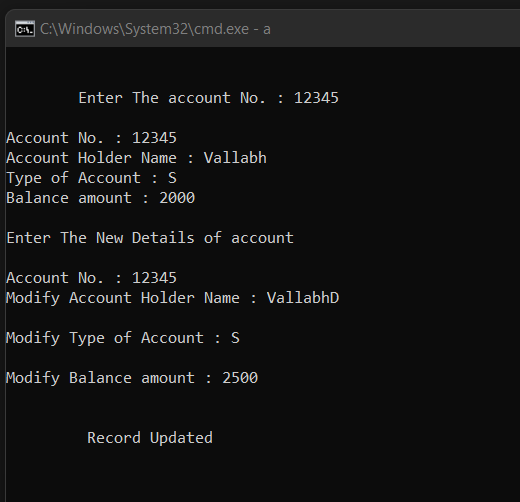 C:\Windows\System32\cmd.exe - a
Enter The account No. : 12345
Account No. : 12345
Account Holder Name : Vallabh
Type of Account : S
Balance amount : 2000
Enter The New Details of account
Account No. : 12345
Modify Account Holder Name : VallabhD
Modify Type of Account : S
Modify Balance amount : 2500
Record Updated